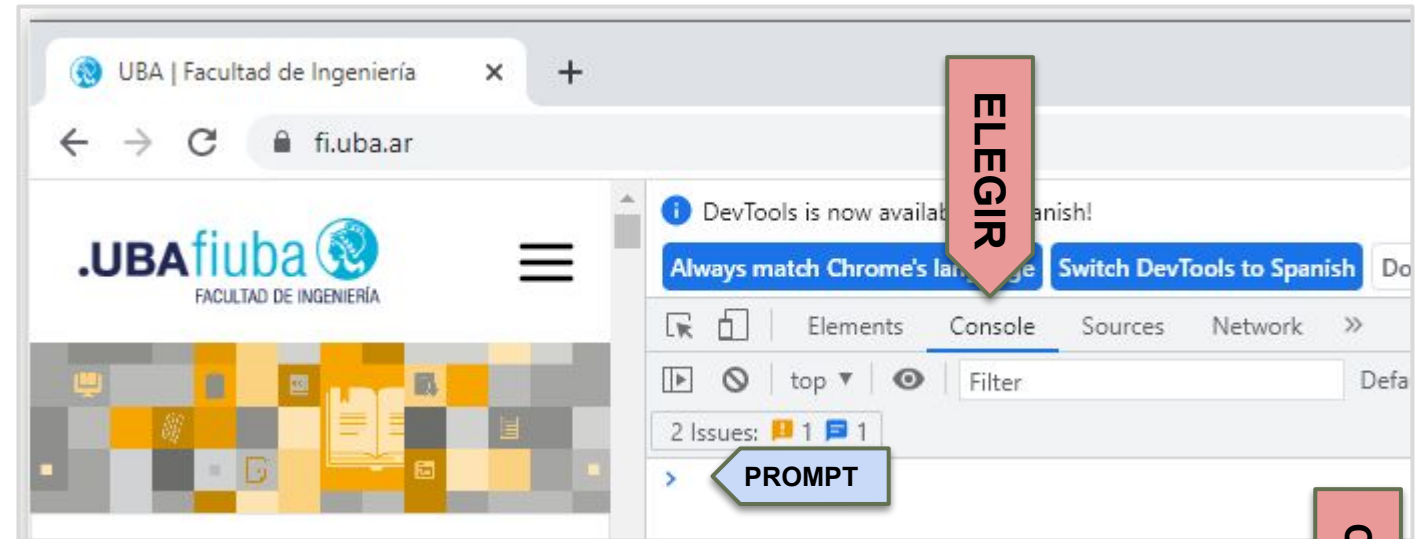 UBA | Facultad de Ingeniería
fi.uba.ar
ELEGIR
.UBAfiuba
FACULTAD DE INGENIERÍA
DevTools is now availab anish!
Always match Chrome's lan ge
Switch DevTools to Spanish
Do
Elements Console Sources Network »
top Filter Defa
2 Issues: 1 1
> PROMPT